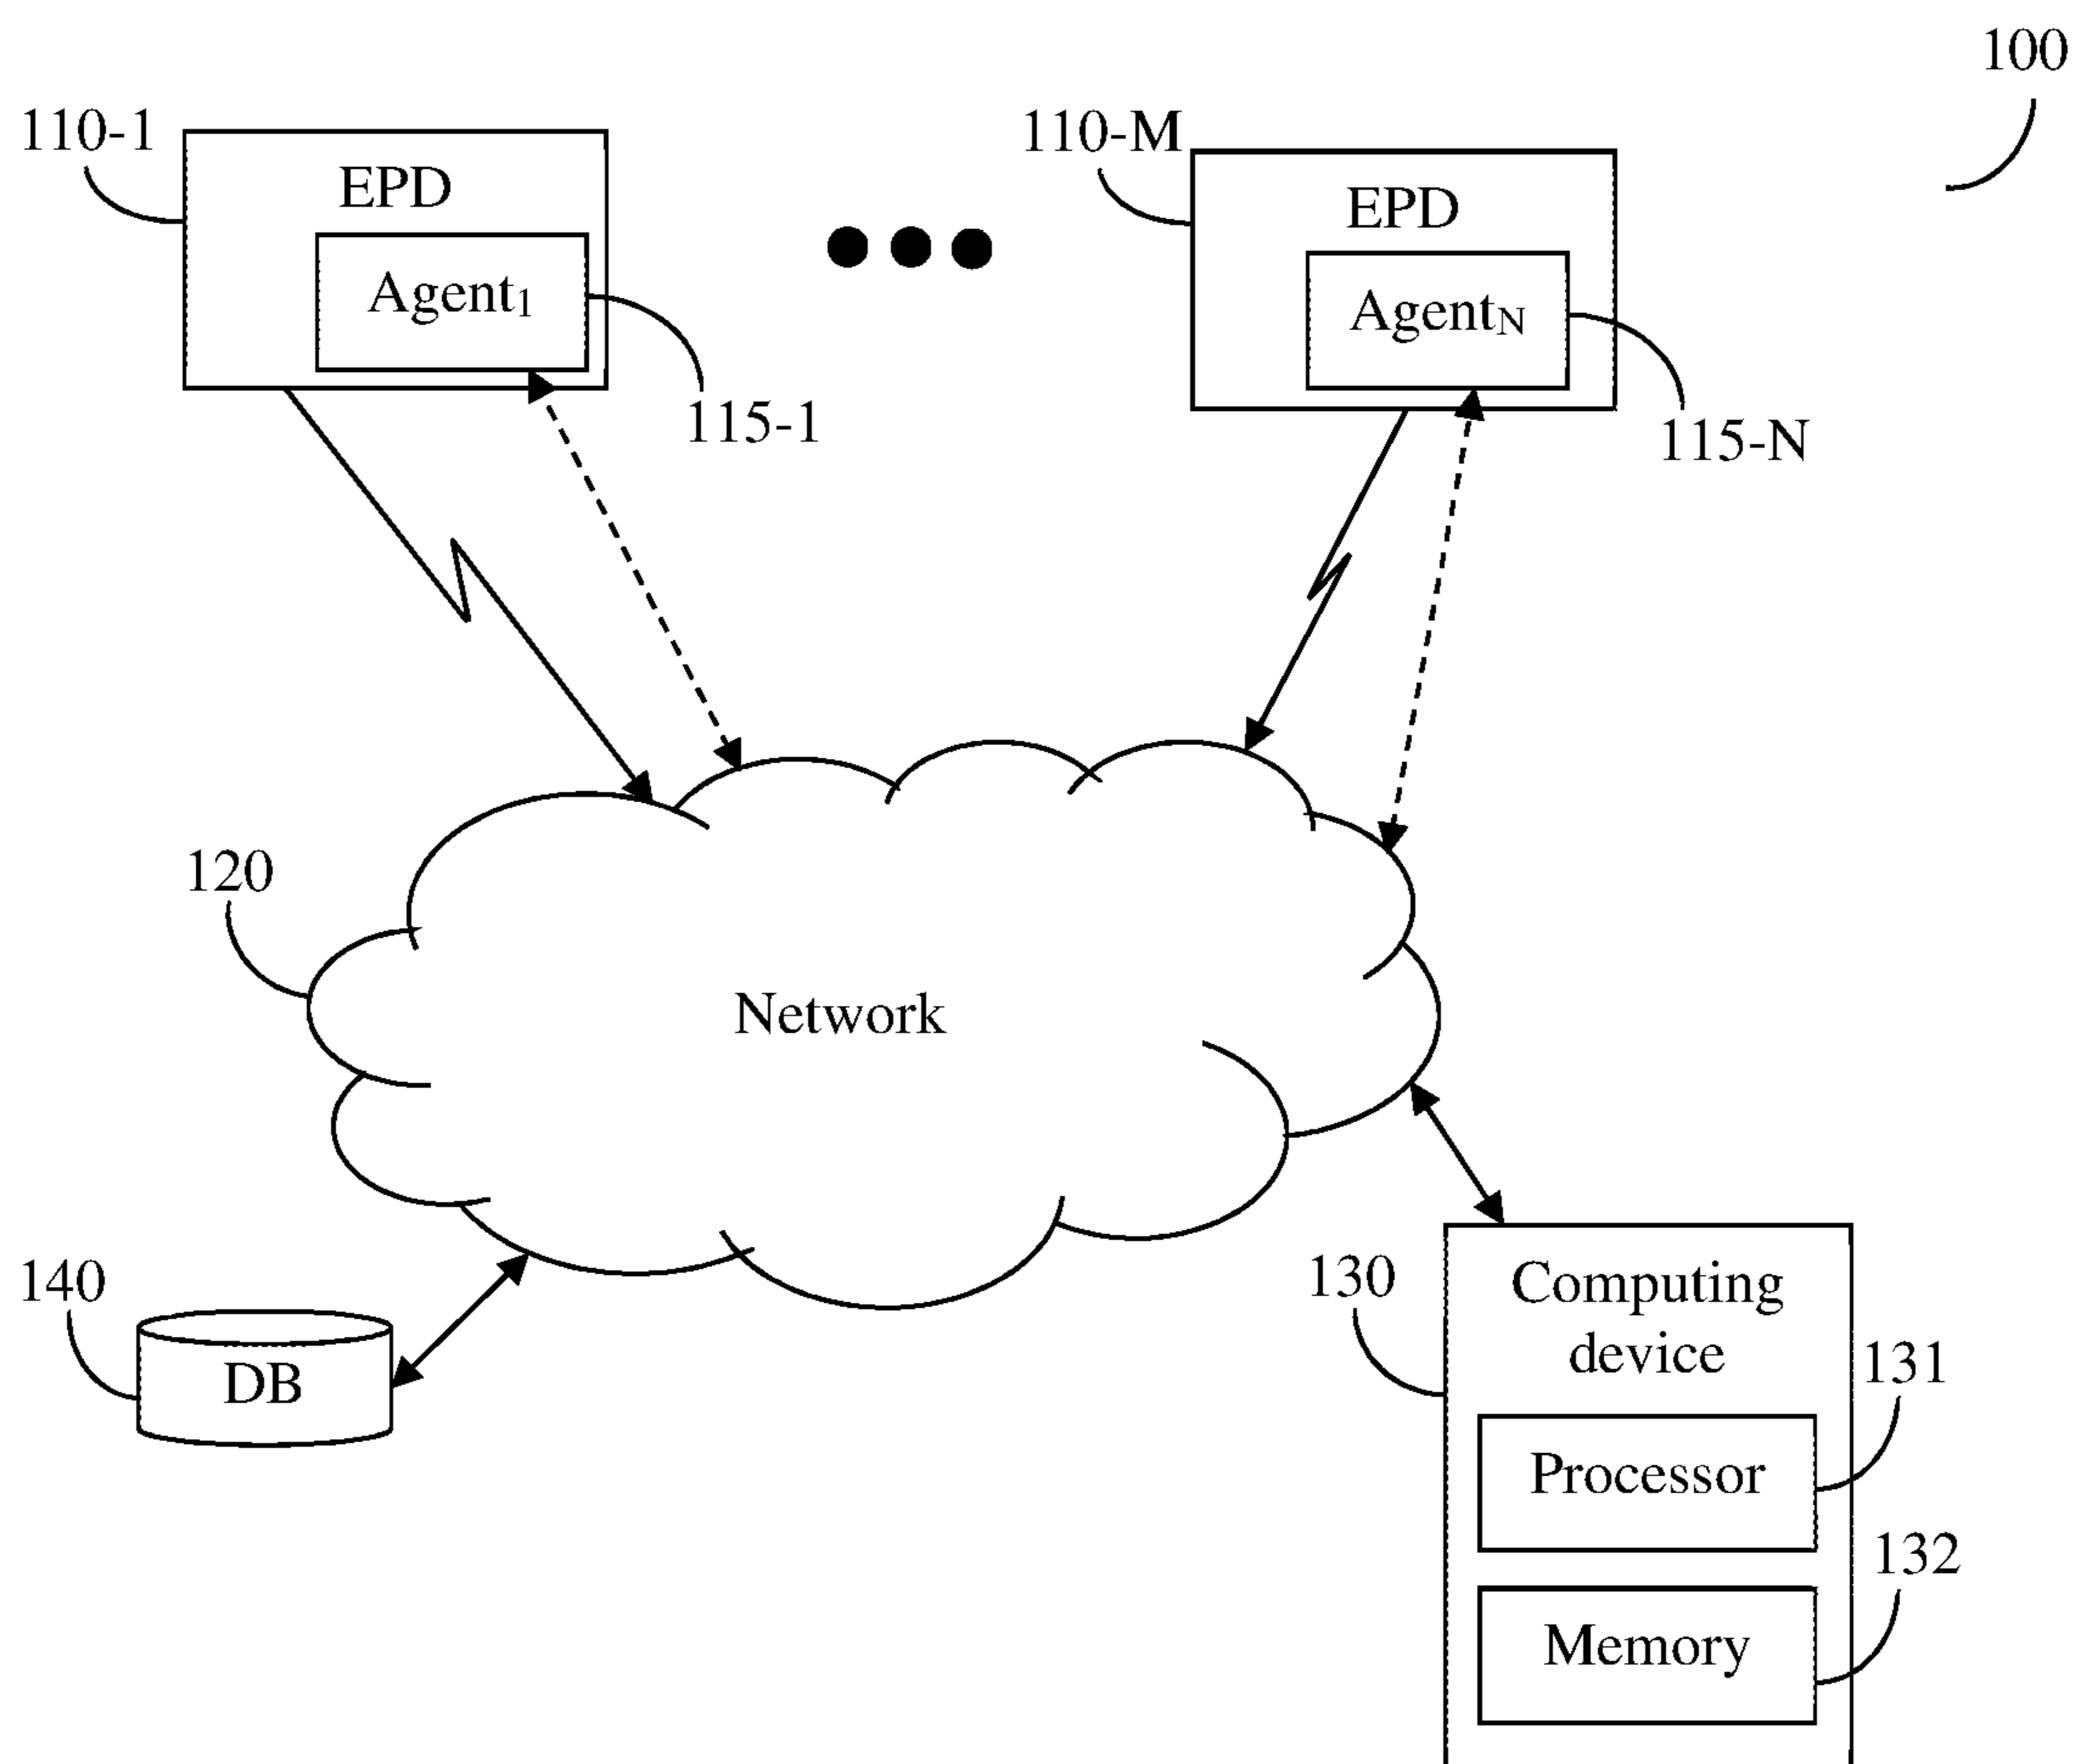 100
110-1
110-M
EPD
EPD
Agent₁
Agent_N
115-1
115-N
120
Network
140
DB
130
Computing
device
131
Processor
132
Memory